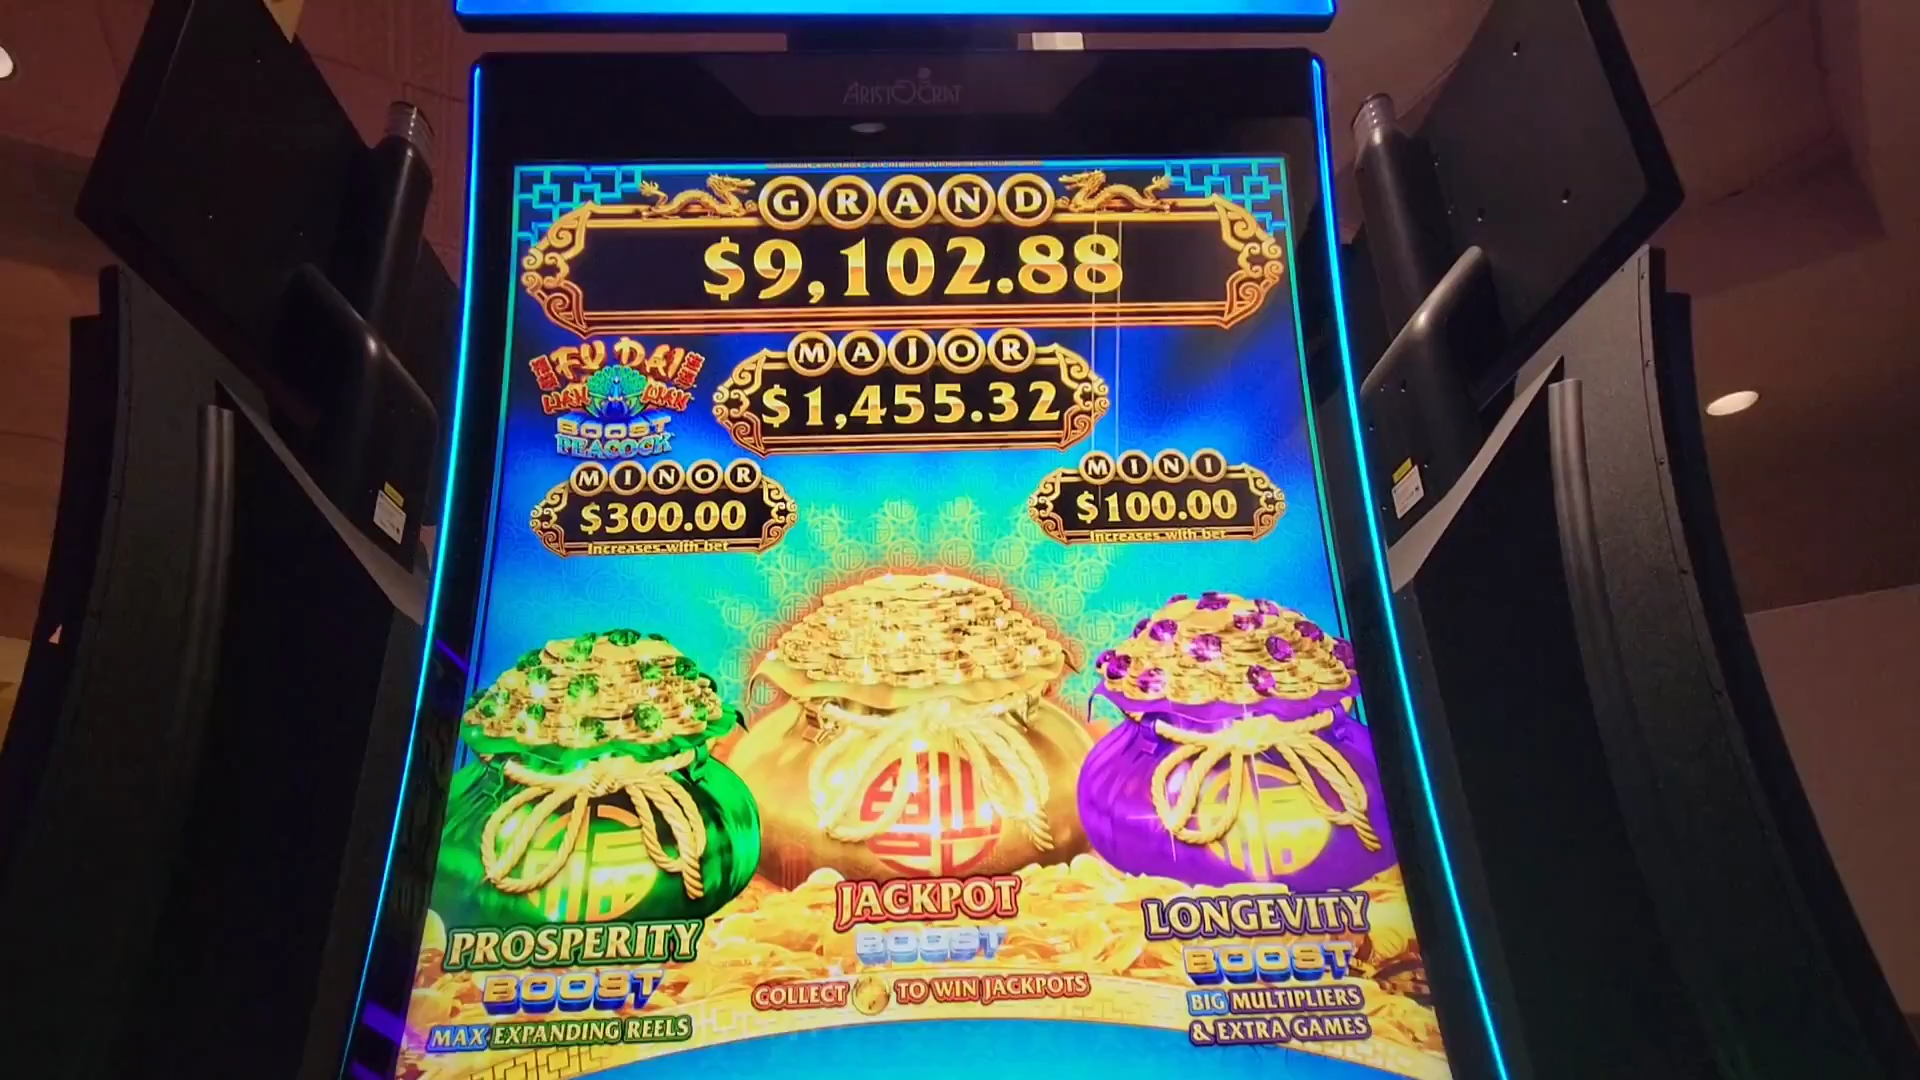 ARISTOCRAT
GRAND
$9,102.88
FU DAI
LIAN LIAN
BOOST
PEACOCK
MAJOR
$1,455.32
MINOR
$300.00
Increases with bet
MINI
$100.00
Increases with bet
PROSPERITY
BOOST
MAX EXPANDING REELS
JACKPOT
BOOST
COLLECT TO WIN JACKPOTS
LONGEVITY
BOOST
BIG MULTIPLIERS
& EXTRA GAMES